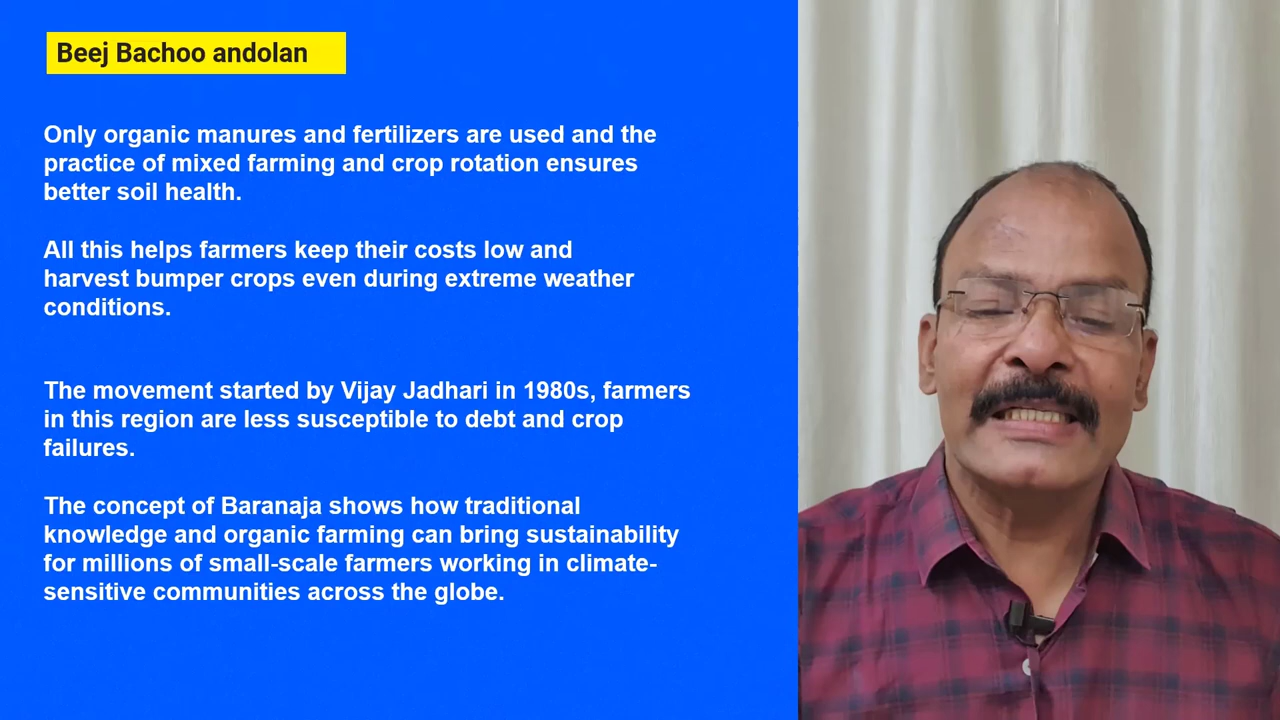 Beej Bachoo andolan
Only organic manures and fertilizers are used and the
practice of mixed farming and crop rotation ensures
better soil health.
All this helps farmers keep their costs low and
harvest bumper crops even during extreme weather
conditions.
The movement started by Vijay Jadhari in 1980s, farmers
in this region are less susceptible to debt and crop
failures.
The concept of Baranaja shows how traditional
knowledge and organic farming can bring sustainability
for millions of small-scale farmers working in climate-
sensitive communities across the globe.